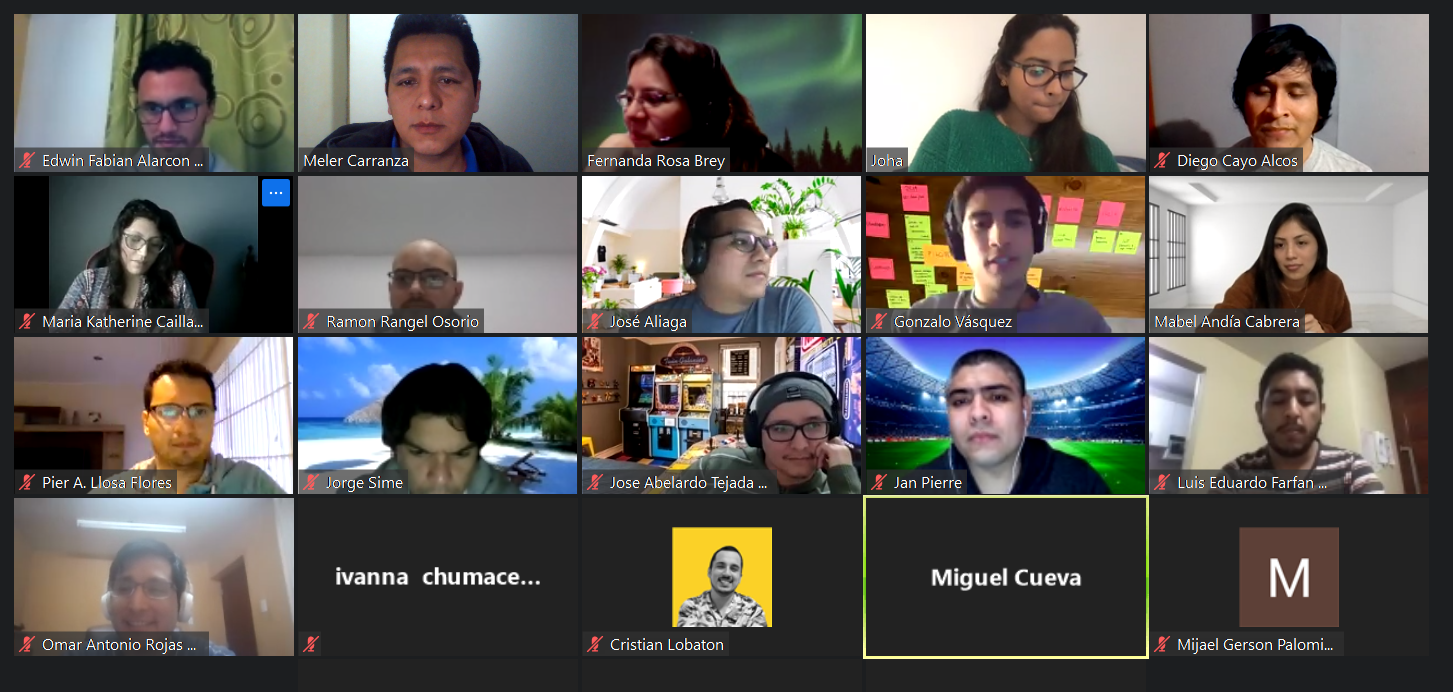 Edwin Fabian Alarcon ...
Meler Carranza
Fernanda Rosa Brey
Joha
Diego Cayo Alcos
Maria Katherine Cailla...
Ramon Rangel Osorio
José Aliaga
Gonzalo Vásquez
Mabel Andía Cabrera
Pier A. Llosa Flores
Jorge Sime
Jose Abelardo Tejada ...
Jan Pierre
Luis Eduardo Farfan ...
Omar Antonio Rojas ...
ivanna chumace...
Cristian Lobaton
Miguel Cueva
M
Mijael Gerson Palomi...